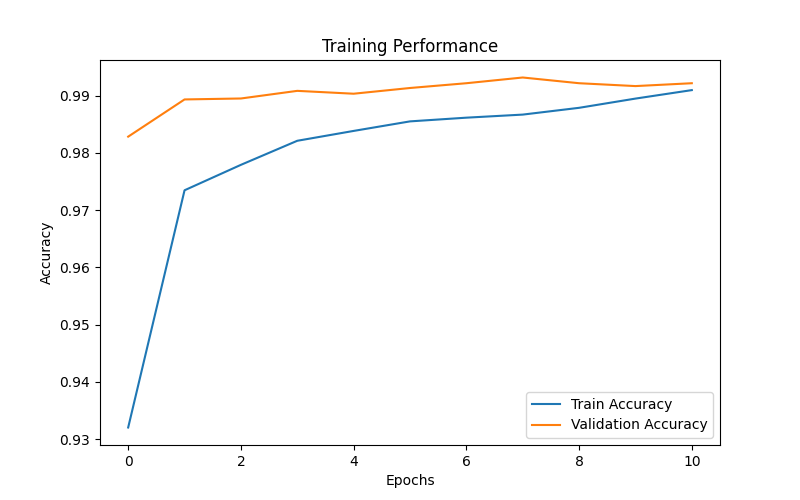 Training Performance
0.99
0.98
0.97
0.96
0.95
0.94
0.93
Accuracy
0 2 4 6 8 10
Epochs
Train Accuracy
Validation Accuracy